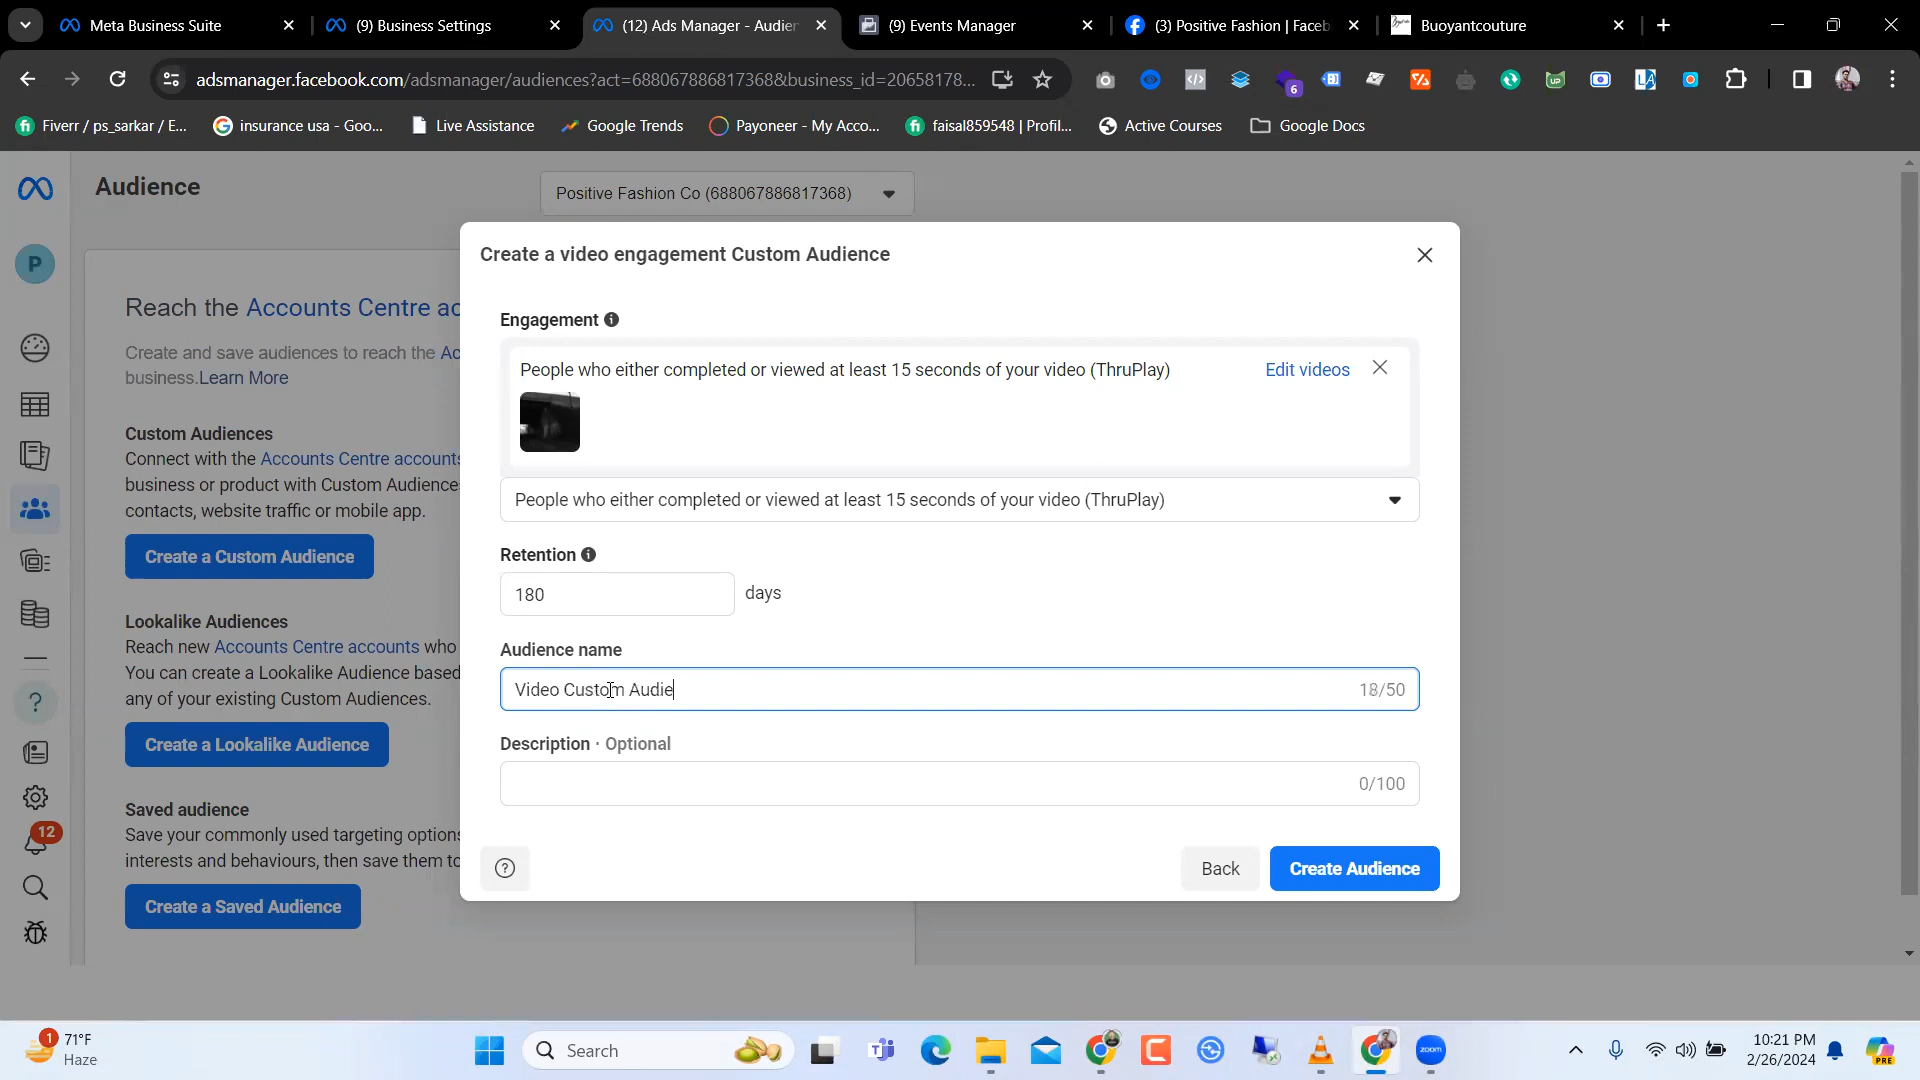 Meta Business Suite
(9) Business Settings
(12) Ads Manager - Audien
(9) Events Manager
(3) Positive Fashion | Faceb
Buoyantcouture
adsmanager.facebook.com/adsmanager/audiences?act=688067886817368&business_id=20658178...
6
Fiverr / ps_sarkar / E...
insurance usa - Goo...
Live Assistance
Google Trends
Payoneer - My Acco...
faisal859548 | Profil...
Active Courses
Google Docs
Audience
Positive Fashion Co (688067886817368)
P
Reach the Accounts Centre ac
Create and save audiences to reach the Ac
business.Learn More
Custom Audiences
Connect with the Accounts Centre accounts
business or product with Custom Audiences
contacts, website traffic or mobile app.
Create a Custom Audience
Lookalike Audiences
Reach new Accounts Centre accounts who
You can create a Lookalike Audience based
any of your existing Custom Audiences.
Create a Lookalike Audience
Saved audience
Save your commonly used targeting options
interests and behaviours, then save them to
Create a Saved Audience
12
Create a video engagement Custom Audience
Engagement
People who either completed or viewed at least 15 seconds of your video (ThruPlay)
Edit videos
People who either completed or viewed at least 15 seconds of your video (ThruPlay)
Retention
180
days
Audience name
Video Custom Audie
18/50
Description · Optional
0/100
Back
Create Audience
1
71°F
Haze
Search
zoom
10:21 PM
2/26/2024
PRE